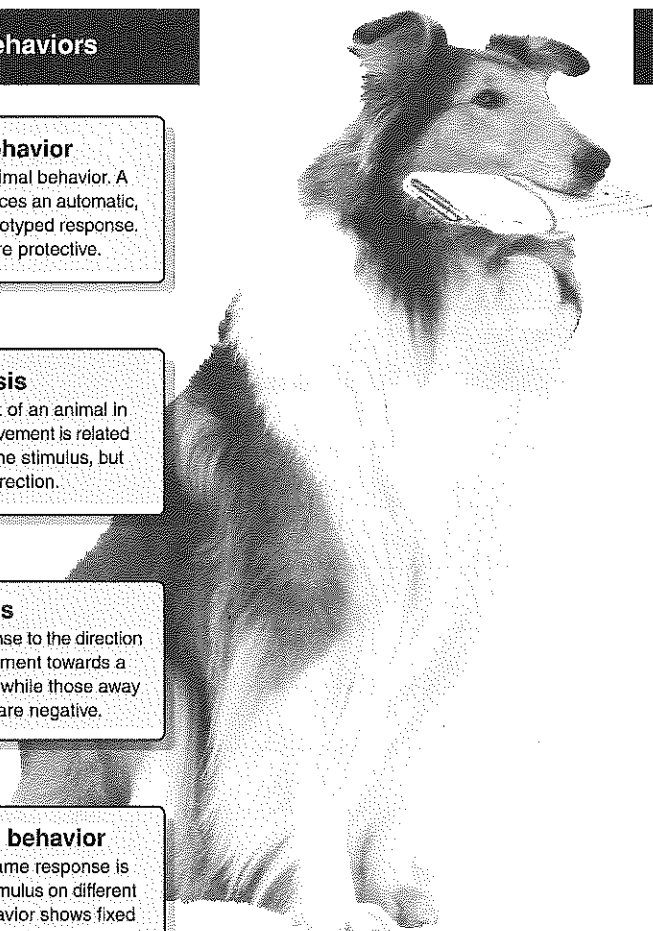 ehaviors
ehavior
imal behavior. A
ces an automatic,
otyped response.
re protective.
sis
t of an animal in
vement is related
he stimulus, but
rection.
s
nse to the direction
ment towards a
while those away
are negative.
behavior
ame response is
mulus on different
avior shows fixed